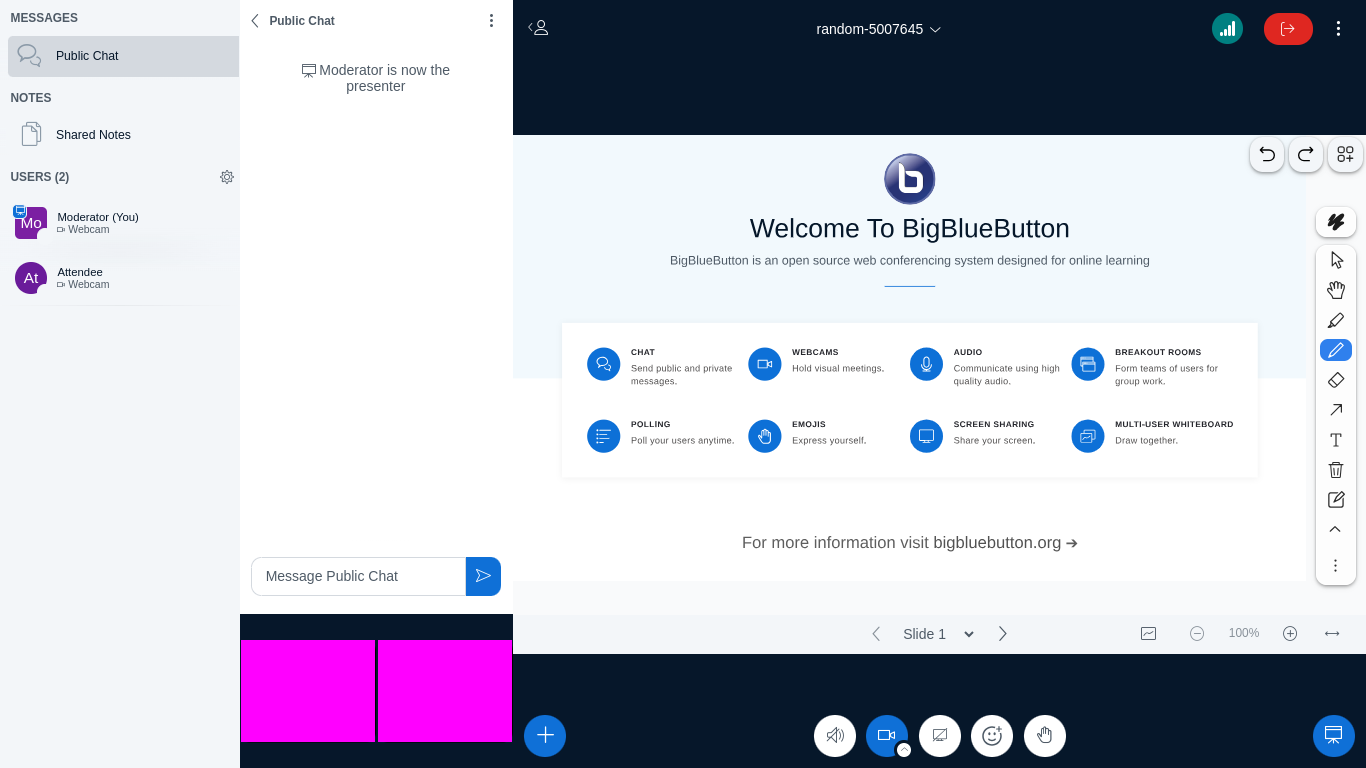 MESSAGES
Public Chat
NOTES
Shared Notes
USERS (2)
Mo
Moderator (You)
Webcam
At
Attendee
Webcam
Public Chat
Moderator is now the
presenter
Message Public Chat
random-5007645
Welcome To BigBlueButton
BigBlueButton is an open source web conferencing system designed for online learning
CHAT
Send public and private
messages.
WEBCAMS
Hold visual meetings.
AUDIO
Communicate using high
quality audio.
BREAKOUT ROOMS
Form teams of users for
group work.
POLLING
Poll your users anytime.
EMOJIS
Express yourself.
SCREEN SHARING
Share your screen.
MULTI-USER WHITEBOARD
Draw together.
For more information visit bigbluebutton.org ➔
Slide 1
100%